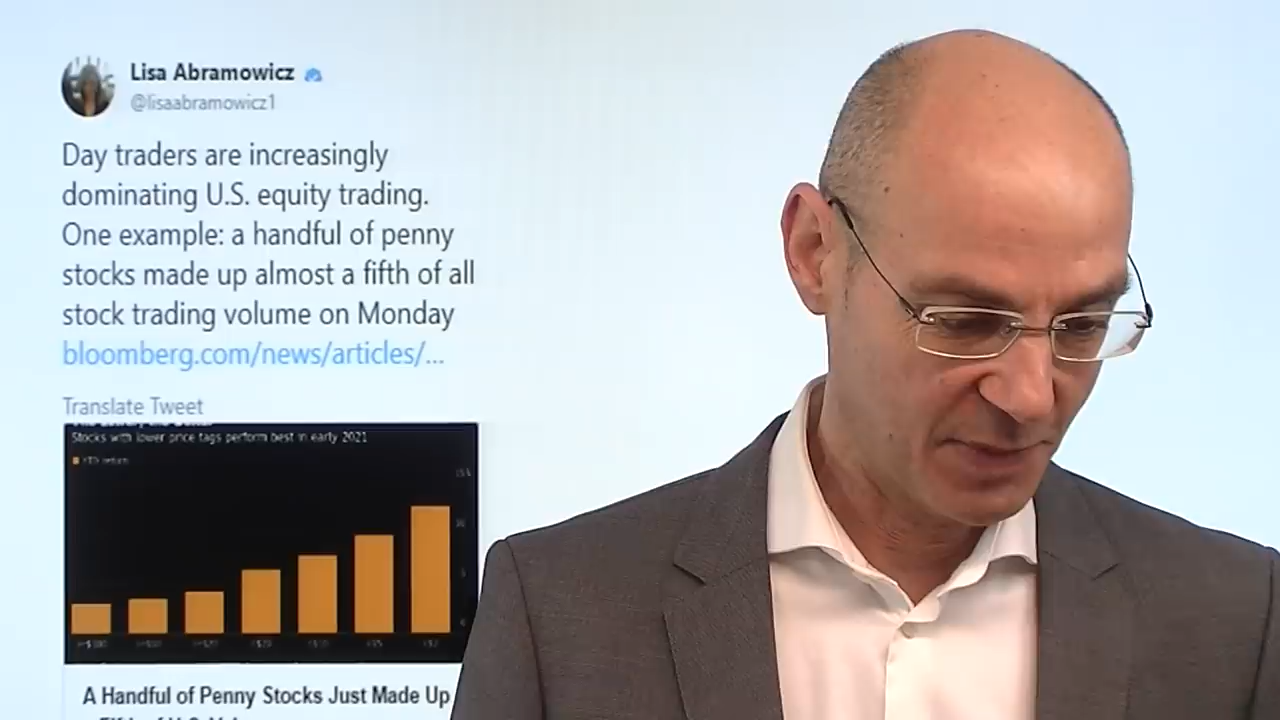 Lisa Abramowicz
@lisaabramowicz1
Day traders are increasingly
dominating U.S. equity trading.
One example: a handful of penny
stocks made up almost a fifth of all
stock trading volume on Monday
bloomberg.com/news/articles/...
Translate Tweet
Stocks with lower price tags perform best in early 2021
YTD return
A Handful of Penny Stocks Just Made Up